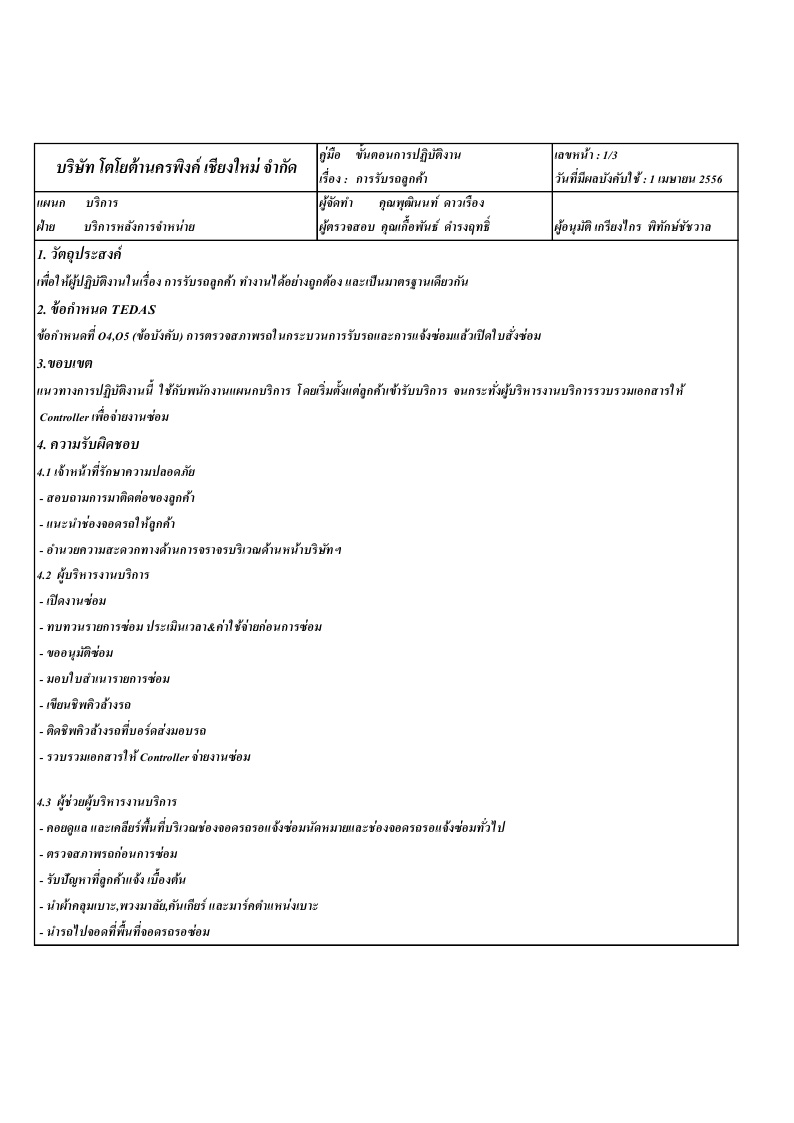 บริษัท โตโยต้านครพิงค์ เชียงใหม่ จำกัด
คู่มือ ขั้นตอนการปฏิบัติงาน
เรื่อง : การรับรถลูกค้า
เลขหน้า : 1/3
วันที่มีผลบังคับใช้ : 1 เมษายน 2556
แผนก บริการ
ฝ่าย บริการหลังการจำหน่าย
ผู้จัดทำ คุณพุฒินนท์ ดาวเรือง
ผู้ตรวจสอบ คุณเกื้อพันธ์ ดำรงฤทธิ์
ผู้อนุมัติ เกรียงไกร พิทักษ์ชัชวาล
1. วัตถุประสงค์
เพื่อให้ผู้ปฏิบัติงานในเรื่อง การรับรถลูกค้า ทำงานได้อย่างถูกต้อง และเป็นมาตรฐานเดียวกัน
2. ข้อกำหนด TEDAS
ข้อกำหนดที่ O4,O5 (ข้อบังคับ) การตรวจสภาพรถในกระบวนการรับรถและการแจ้งซ่อมแล้วเปิดใบสั่งซ่อม
3.ขอบเขต
แนวทางการปฏิบัติงานนี้ ใช้กับพนักงานแผนกบริการ โดยเริ่มตั้งแต่ลูกค้าเข้ารับบริการ จนกระทั่งผู้บริหารงานบริการรวบรวมเอกสารให้
Controller เพื่อจ่ายงานซ่อม
4. ความรับผิดชอบ
4.1 เจ้าหน้าที่รักษาความปลอดภัย
- สอบถามการมาติดต่อของลูกค้า
- แนะนำช่องจอดรถให้ลูกค้า
- อำนวยความสะดวกทางด้านการจราจรบริเวณด้านหน้าบริษัทฯ
4.2 ผู้บริหารงานบริการ
- เปิดงานซ่อม
- ทบทวนรายการซ่อม ประเมินเวลา&ค่าใช้จ่ายก่อนการซ่อม
- ขออนุมัติซ่อม
- มอบใบสำเนารายการซ่อม
- เขียนชิพคิวล้างรถ
- ติดชิพคิวล้างรถที่บอร์ดส่งมอบรถ
- รวบรวมเอกสารให้ Controller จ่ายงานซ่อม
4.3 ผู้ช่วยผู้บริหารงานบริการ
- คอยดูแล และเคลียร์พื้นที่บริเวณช่องจอดรถรอแจ้งซ่อมนัดหมายและช่องจอดรถรอแจ้งซ่อมทั่วไป
- ตรวจสภาพรถก่อนการซ่อม
- รับปัญหาที่ลูกค้าแจ้ง เบื้องต้น
- นำผ้าคลุมเบาะ,พวงมาลัย,คันเกียร์ และมาร์คตำแหน่งเบาะ
- นำรถไปจอดที่พื้นที่จอดรถรอซ่อม